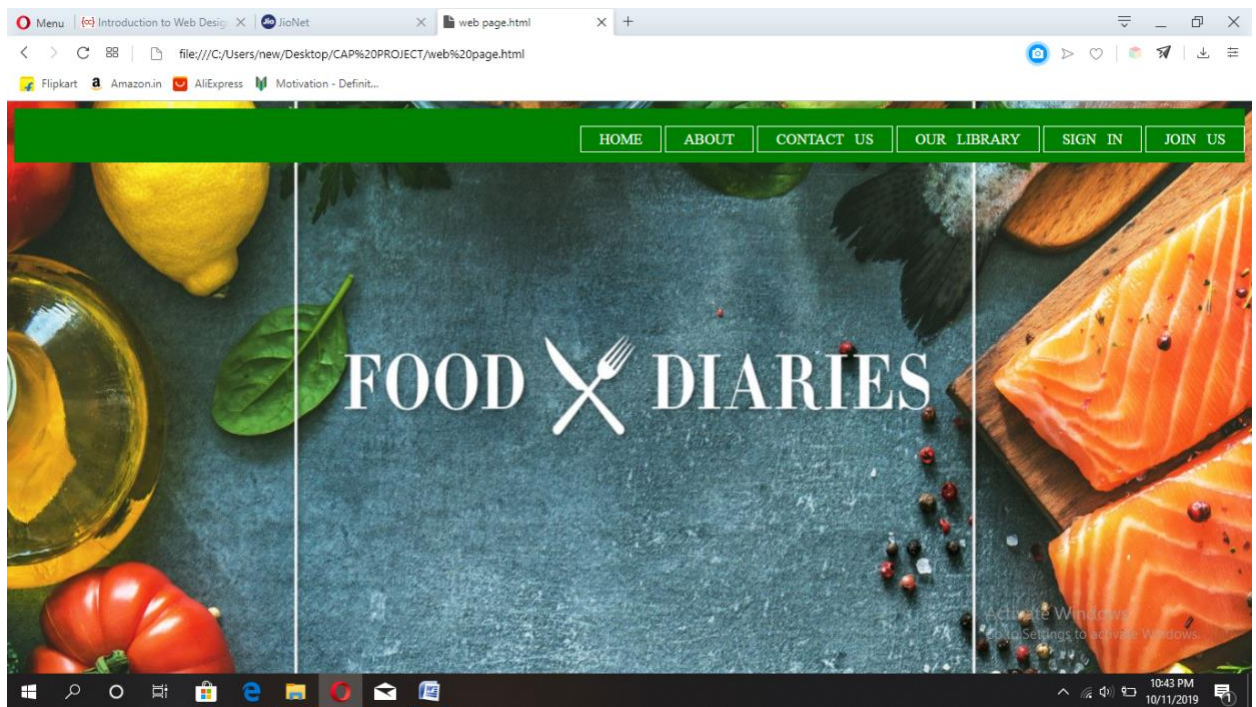 Menu Introduction to Web Desig JioNet web page.html
file:///C:/Users/new/Desktop/CAP%20PROJECT/web%20page.html
Flipkart a Amazon.in AliExpress Motivation - Definit...
HOME ABOUT CONTACT US OUR LIBRARY SIGN IN JOIN US
FOOD DIARIES
Activate Windows
Go to Settings to activate Windows.
10:43 PM
10/11/2019
1